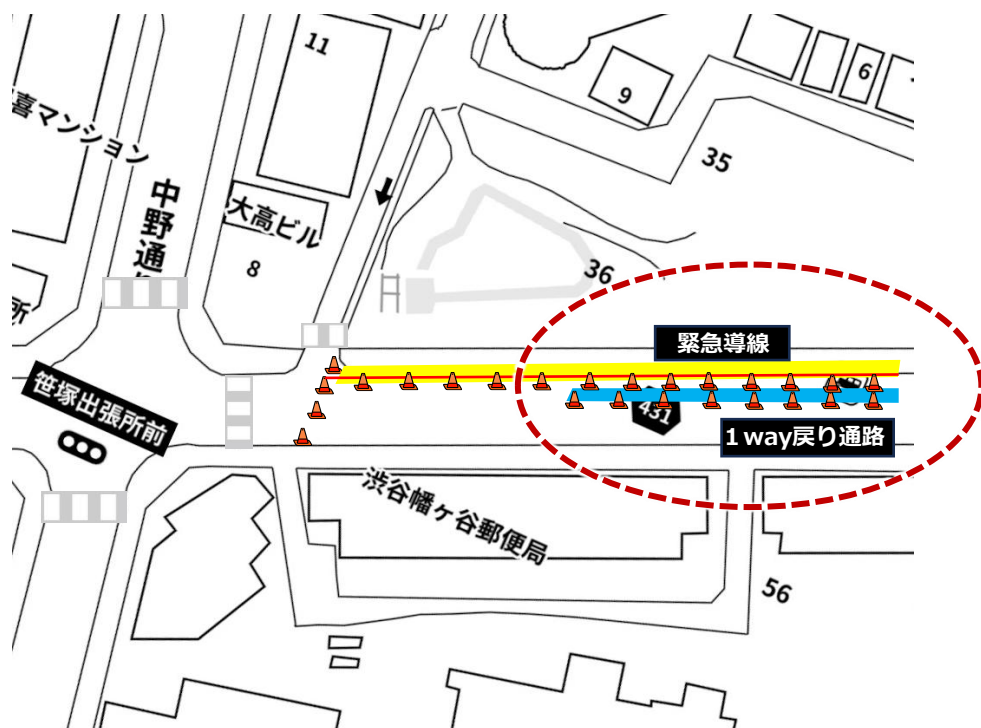 11
6
9
喜マンション
35
中野通り
大高ビル
8
36
所
緊急導線
笹塚出張所前
431
1way戻り通路
渋谷幡ヶ谷郵便局
56